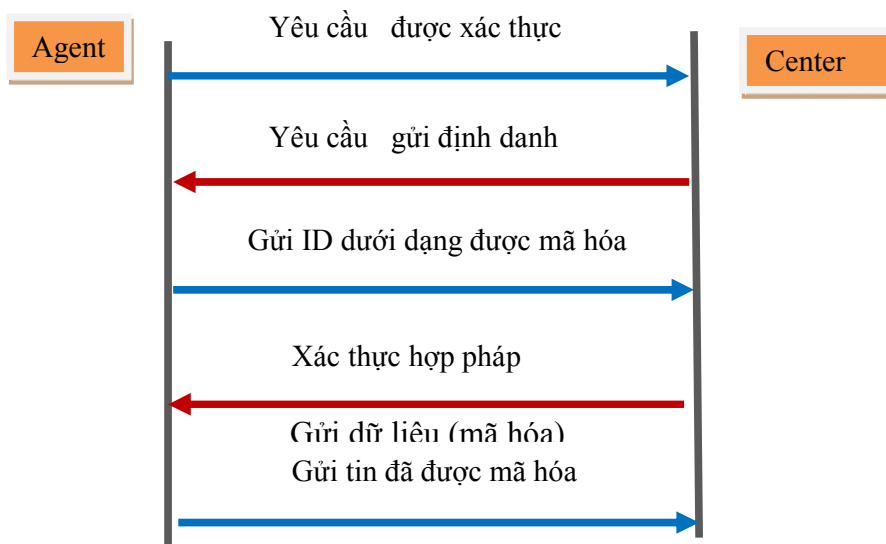 Yêu cầu được xác thực
Agent
Center
Yêu cầu gửi định danh
Gửi ID dưới dạng được mã hóa
Xác thực hợp pháp
Gửi dữ liệu (mã hóa)
Gửi tin đã được mã hóa